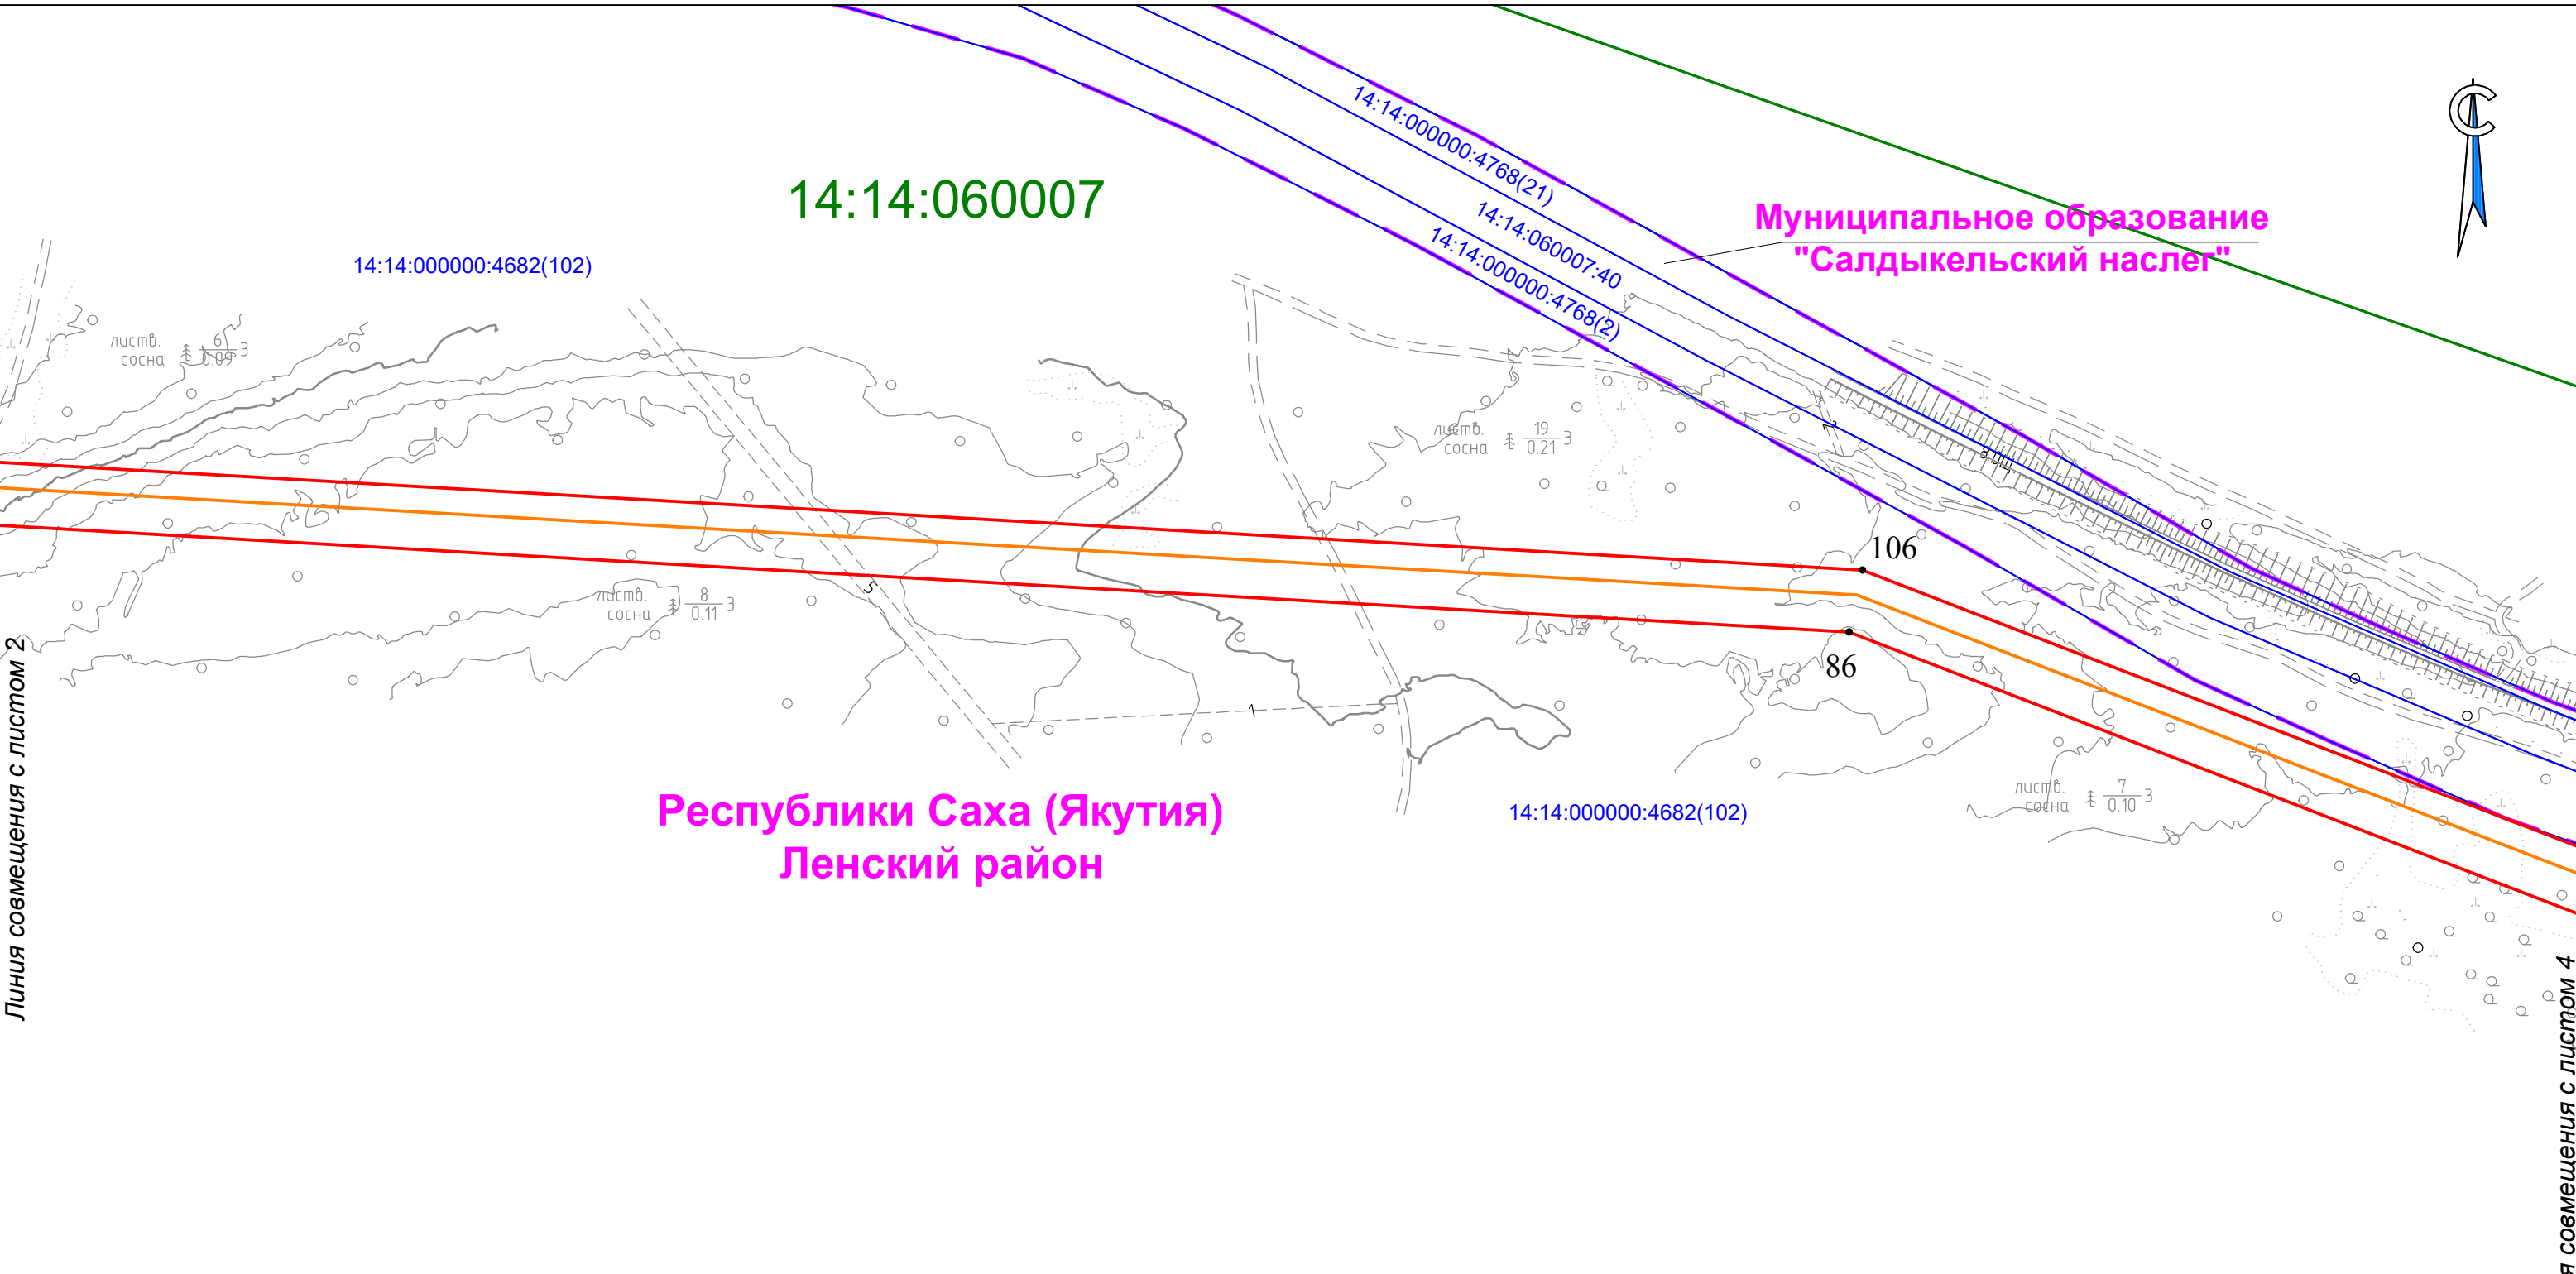 14:14:000000:4768(21)
14:14:060007
14:14:060007:40
Муниципальное образование
"Салдыкельский наслег"
14:14:000000:4768(2)
14:14:000000:4682(102)
С
листв.
сосна
6
0.09
3
листв.
сосна
19
0.21
3
2
106
5
листв.
сосна
8
0.11
3
86
1
Линия совмещения с листом 2
Республики Саха (Якутия)
Ленский район
14:14:000000:4682(102)
листв.
сосна
7
0.10
3
совмещения с листом 4